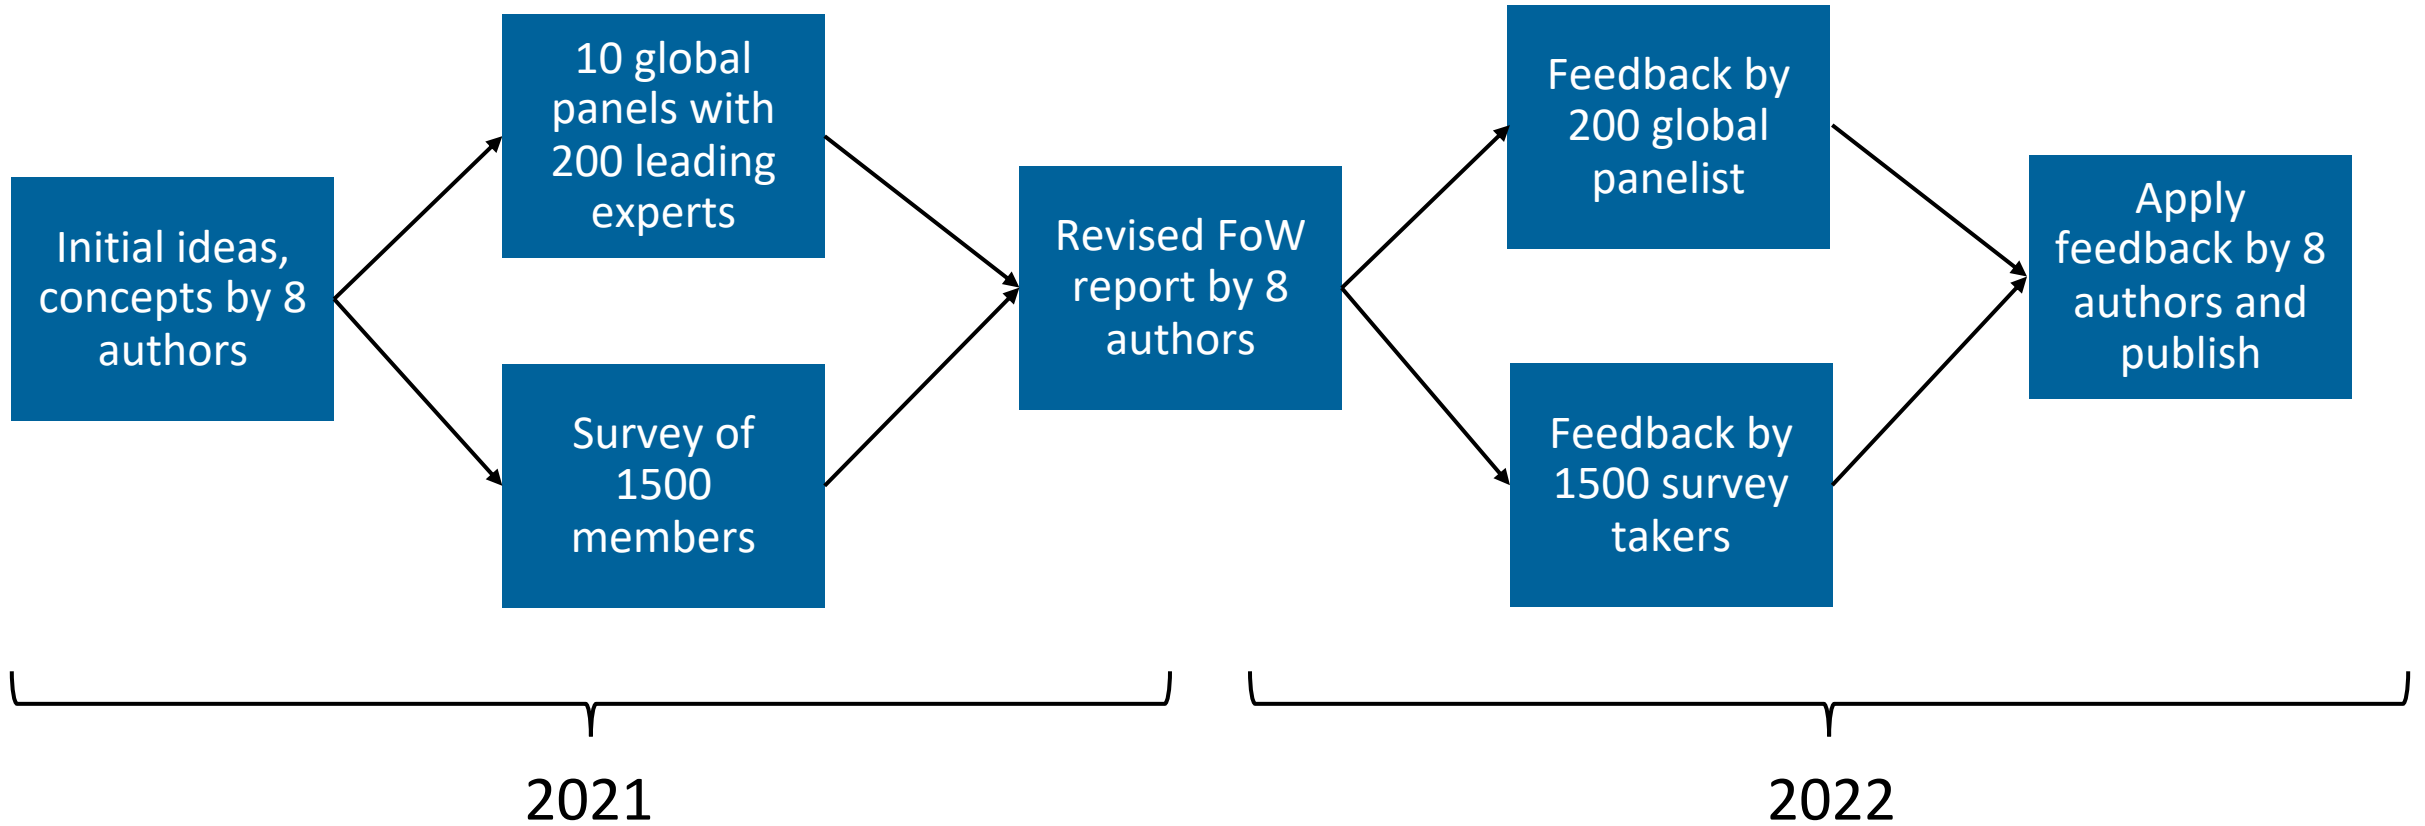 Initial ideas,
concepts by 8
authors
10 global
panels with
200 leading
experts
Survey of
1500
members
Revised FoW
report by 8
authors
Feedback by
200 global
panelist
Feedback by
1500 survey
takers
Apply
feedback by 8
authors and
publish
2021
2022